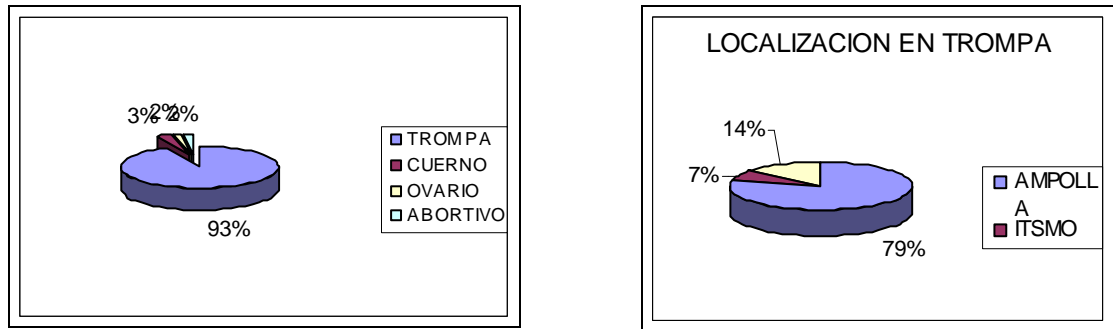 3%
2%
2%
TROMPA
CUERNO
OVARIO
ABORTIVO
93%
LOCALIZACION EN TROMPA
14%
7%
AMPOLL
A
ITSMO
79%